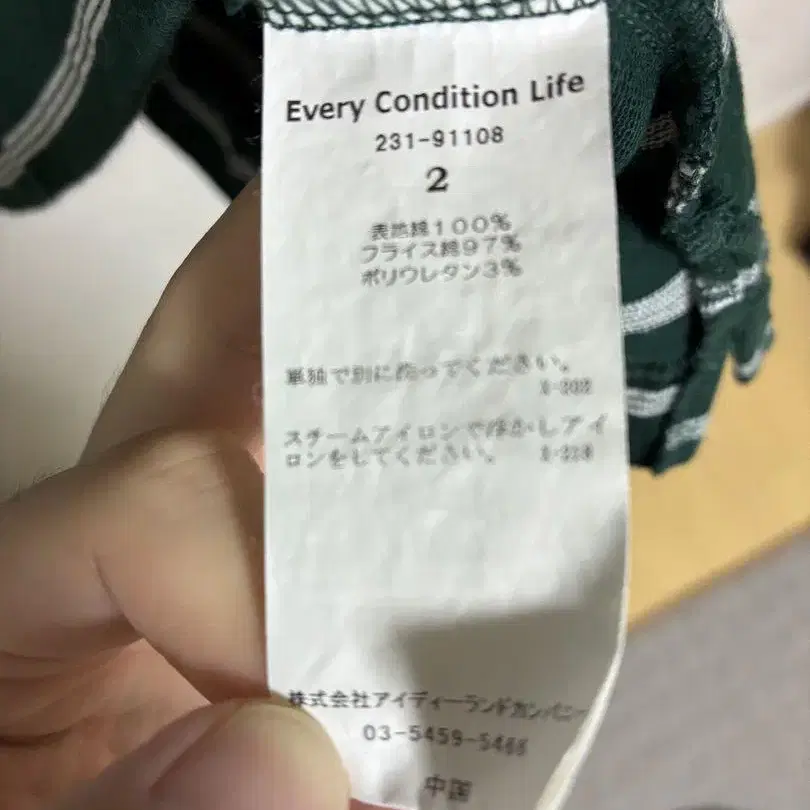 Every Condition Life
231-91108
2
表地綿100%
フライス綿97%
ポリウレタン3%
単独で別に洗ってください。
スチームアイロンで浮かしアイ
ロンをしてください。
株式会社アイディーランドカンパニー
03-5459-5466
中国